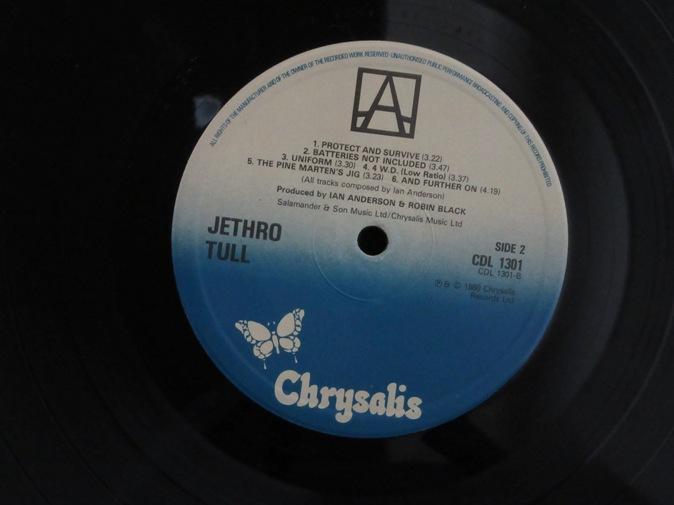 ALL RIGHTS OF THE MANUFACTURER AND OF THE OWNER OF THE RECORDED WORK RESERVED · UNAUTHORISED PUBLIC PERFORMANCE BROADCASTING AND COPYING OF THIS RECORD PROHIBITED
A
1. PROTECT AND SURVIVE (3.22)
2. BATTERIES NOT INCLUDED (3.47)
3. UNIFORM (3.30) 4. 4 W.D. (Low Ratio) (3.37)
5. THE PINE MARTEN'S JIG (3.23) 6. AND FURTHER ON (4.19)
(All tracks composed by Ian Anderson)
Produced by IAN ANDERSON & ROBIN BLACK
Salamander & Son Music Ltd/Chrysalis Music Ltd
JETHRO
TULL
SIDE 2
CDL 1301
CDL 1301-B
℗ & © 1980 Chrysalis
Records Ltd
Chrysalis